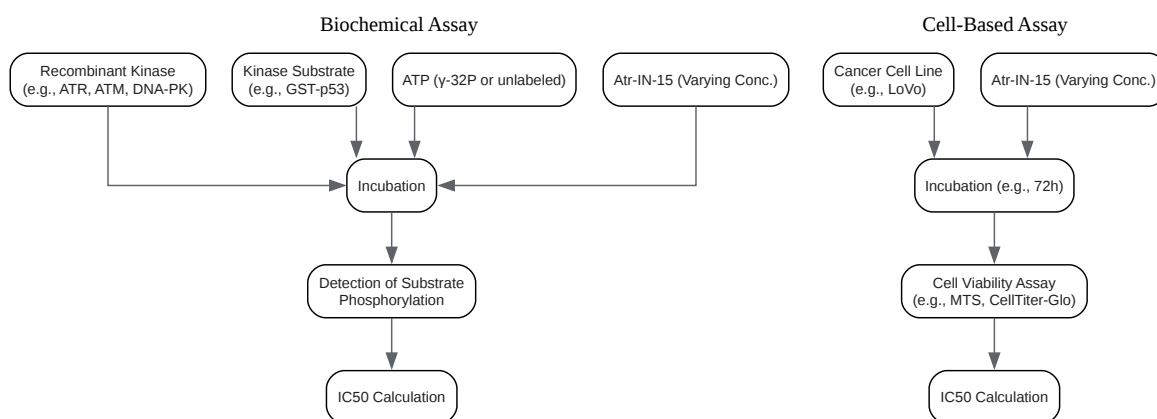 Biochemical Assay
Recombinant Kinase
(e.g., ATR, ATM, DNA-PK)
Kinase Substrate
(e.g., GST-p53)
ATP (γ-32P or unlabeled)
Atr-IN-15 (Varying Conc.)
Incubation
Detection of Substrate
Phosphorylation
IC50 Calculation
Cell-Based Assay
Cancer Cell Line
(e.g., LoVo)
Atr-IN-15 (Varying Conc.)
Incubation (e.g., 72h)
Cell Viability Assay
(e.g., MTS, CellTiter-Glo)
IC50 Calculation